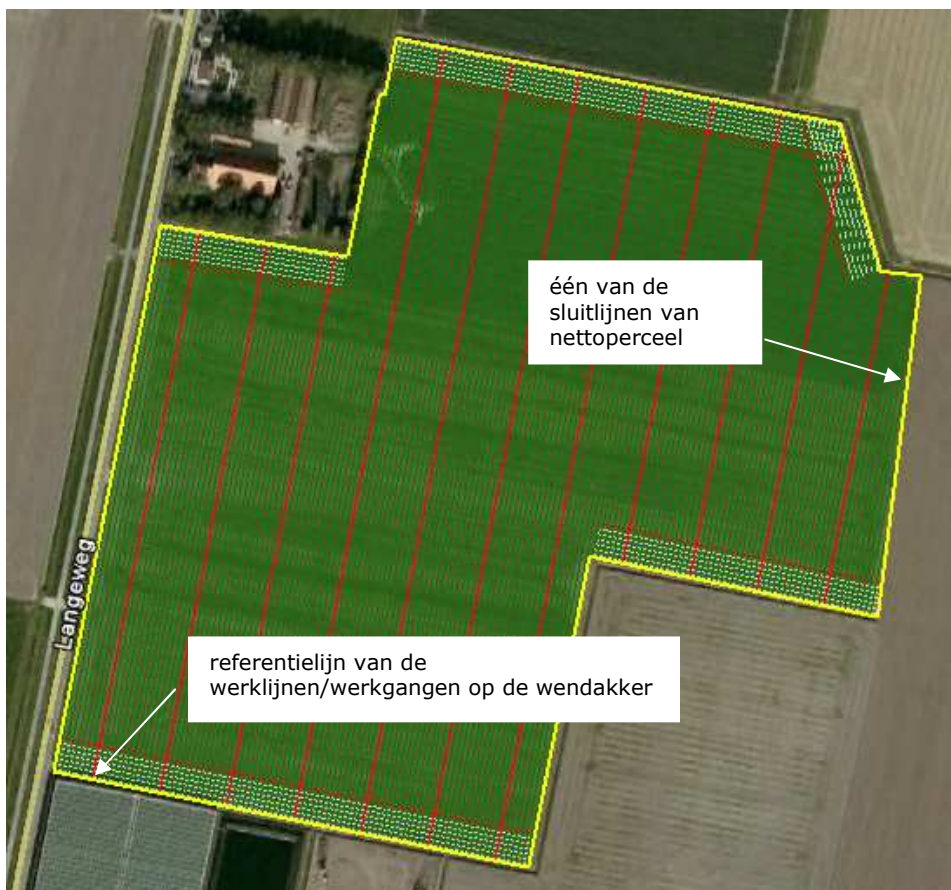 één van de
sluitlijnen van
nettoperceel
Langeweg
referentielijn van de
werklijnen/werkgangen op de wendakker